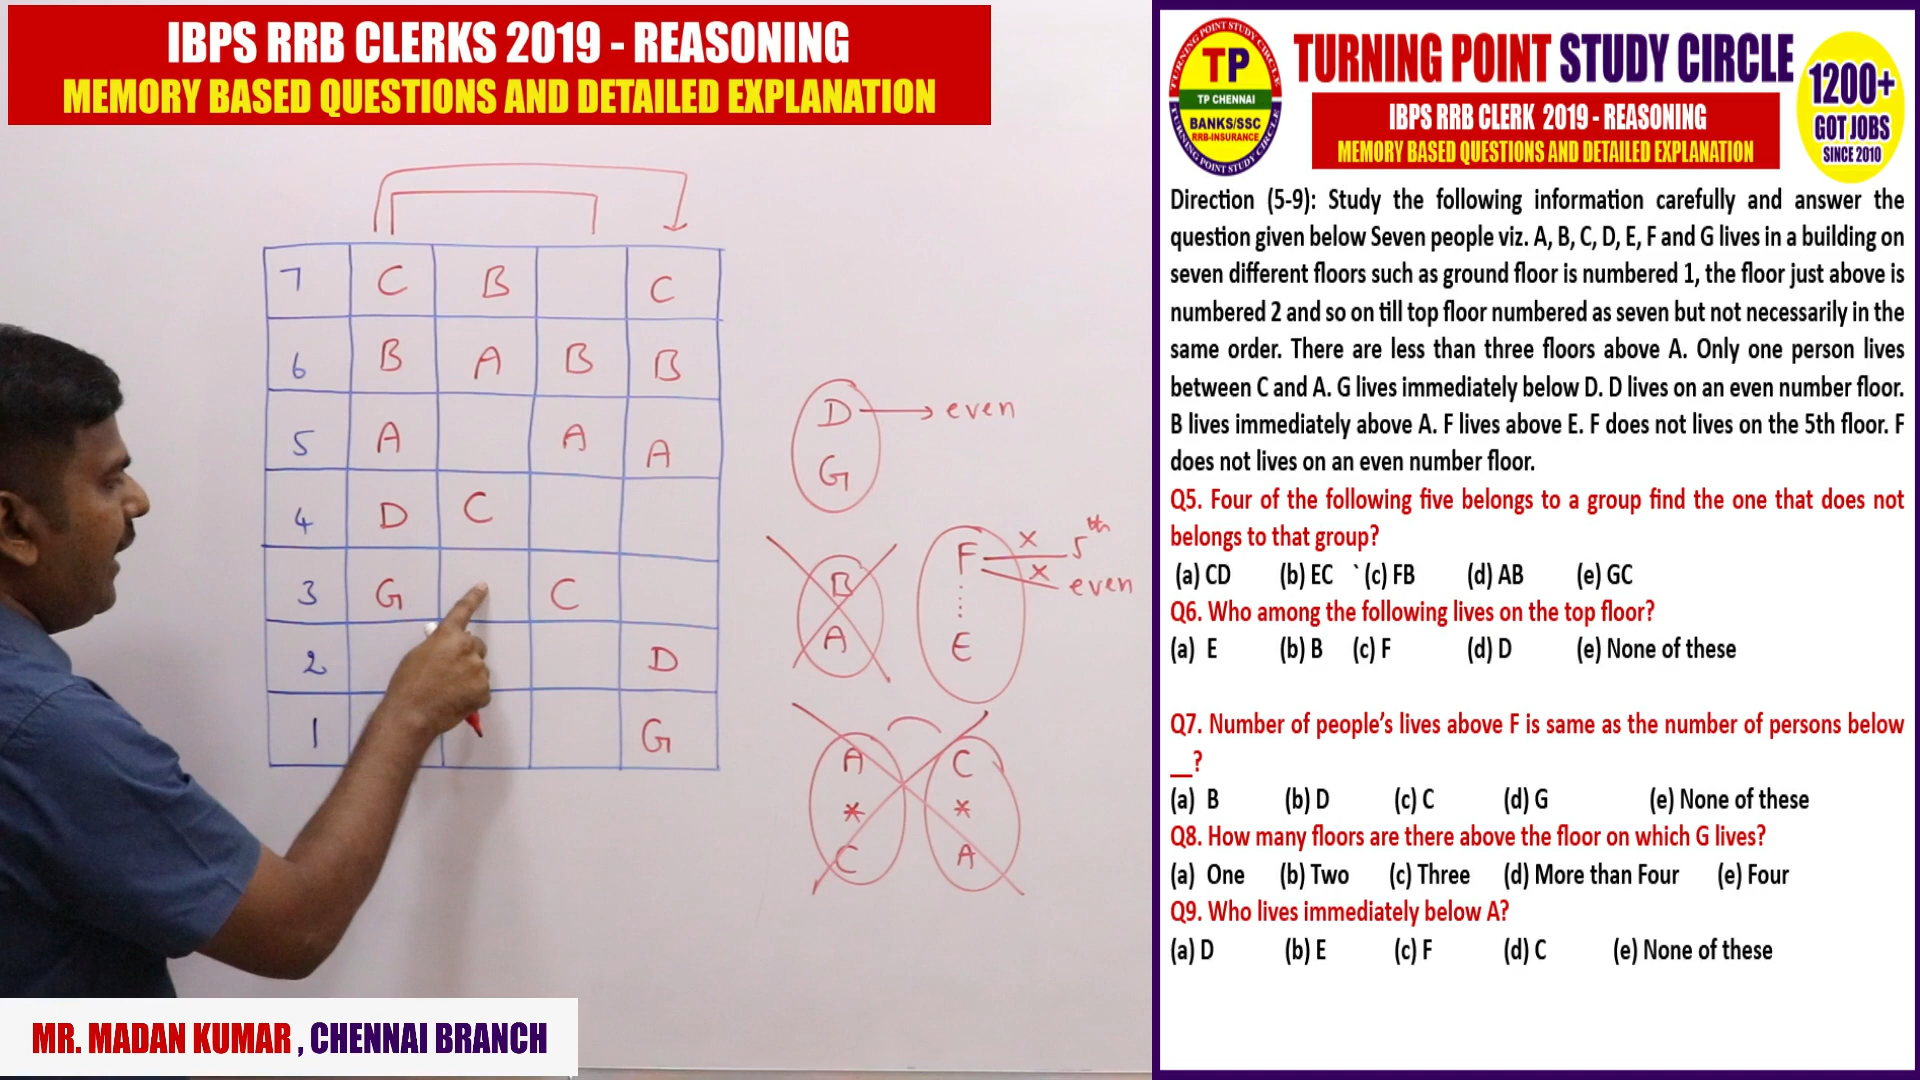 IBPS RRB CLERKS 2019 - REASONING
MEMORY BASED QUESTIONS AND DETAILED EXPLANATION
7 C B C
6 B A B B
5 A A A
4 D C
3 G C
2 D
1 G
D → even
G
B
A
F x 5th
x even
E
A C
* *
C A
MR. MADAN KUMAR , CHENNAI BRANCH
TURNING POINT STUDY CIRCLE
TURNING POINT STUDY CIRCLE
TP
TP CHENNAI
BANKS/SSC
RRB-INSURANCE
TURNING POINT STUDY CIRCLE
IBPS RRB CLERK 2019 - REASONING
MEMORY BASED QUESTIONS AND DETAILED EXPLANATION
1200+
GOT JOBS
SINCE 2010
Direction (5-9): Study the following information carefully and answer the
question given below Seven people viz. A, B, C, D, E, F and G lives in a building on
seven different floors such as ground floor is numbered 1, the floor just above is
numbered 2 and so on till top floor numbered as seven but not necessarily in the
same order. There are less than three floors above A. Only one person lives
between C and A. G lives immediately below D. D lives on an even number floor.
B lives immediately above A. F lives above E. F does not lives on the 5th floor. F
does not lives on an even number floor.
Q5. Four of the following five belongs to a group find the one that does not
belongs to that group?
(a) CD (b) EC ` (c) FB (d) AB (e) GC
Q6. Who among the following lives on the top floor?
(a) E (b) B (c) F (d) D (e) None of these
Q7. Number of people’s lives above F is same as the number of persons below
__?
(a) B (b) D (c) C (d) G (e) None of these
Q8. How many floors are there above the floor on which G lives?
(a) One (b) Two (c) Three (d) More than Four (e) Four
Q9. Who lives immediately below A?
(a) D (b) E (c) F (d) C (e) None of these